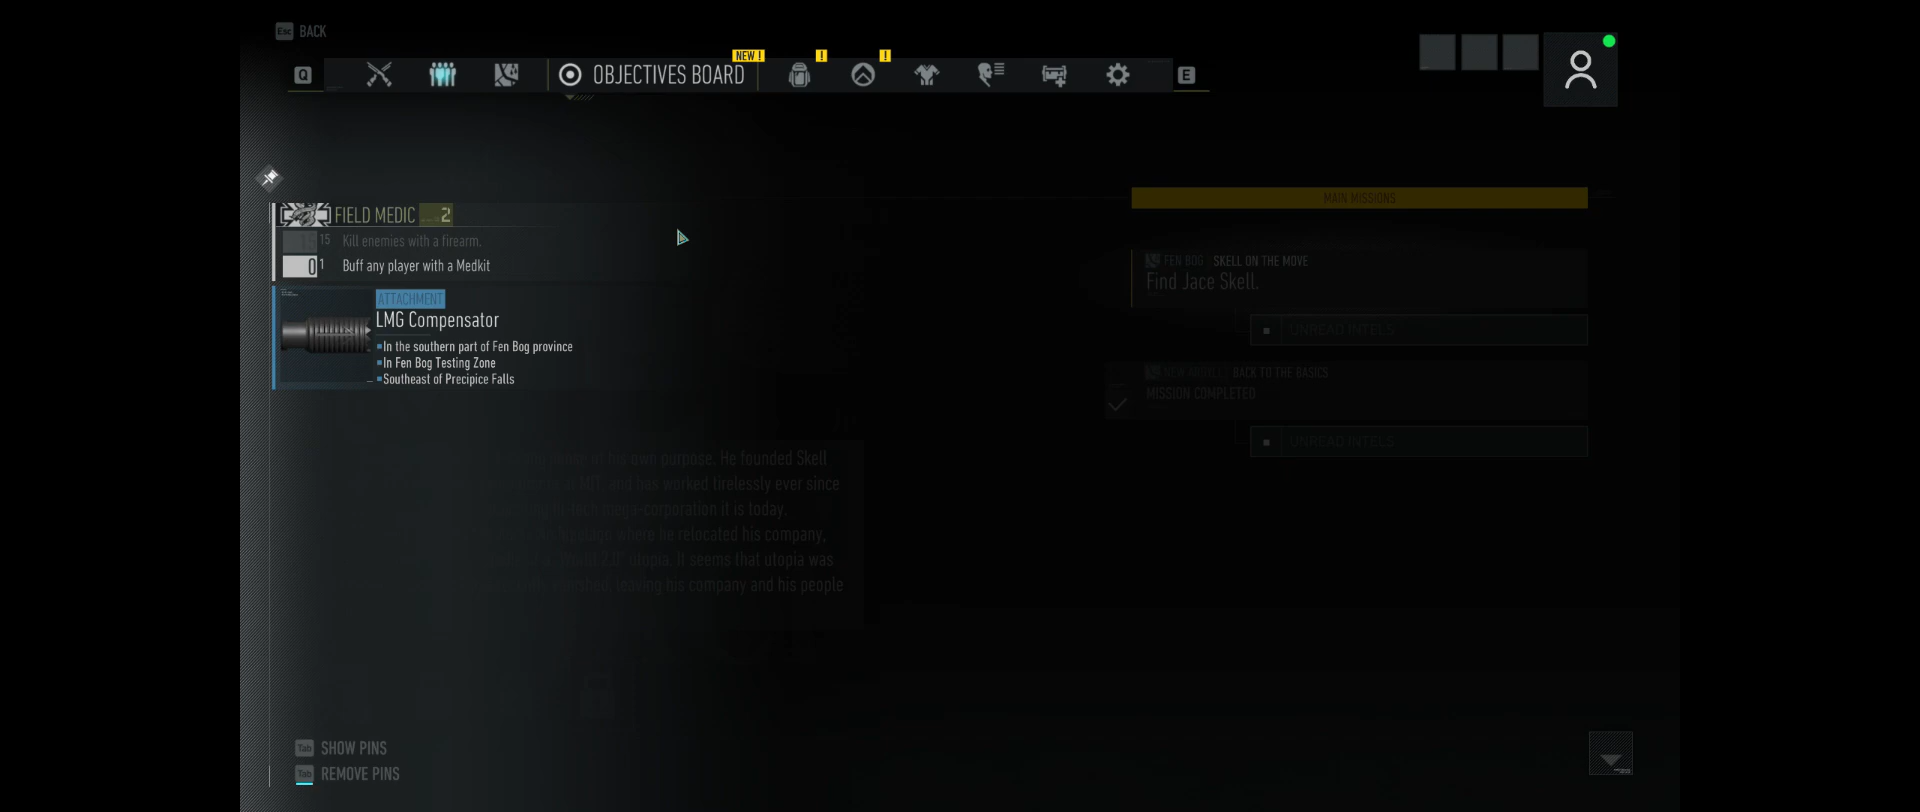 Esc BACK
NEW !
!
!
Q
OBJECTIVES BOARD
E
FIELD MEDIC 2
15 Kill enemies with a firearm.
0 1 Buff any player with a Medkit
ATTACHMENT
LMG Compensator
In the southern part of Fen Bog province
In Fen Bog Testing Zone
Southeast of Precipice Falls
MAIN MISSIONS
FEN BOG SKELL ON THE MOVE
Find Jace Skell.
UNREAD INTELS
BACK TO THE BASICS
MISSION COMPLETED
UNREAD INTELS
of his own purpose. He founded Skell
MIT and has worked tirelessly ever since
corporation it is today.
where he relocated his company,
utopia. It seems that utopia was
leaving his company and his people
Tab SHOW PINS
Tab REMOVE PINS